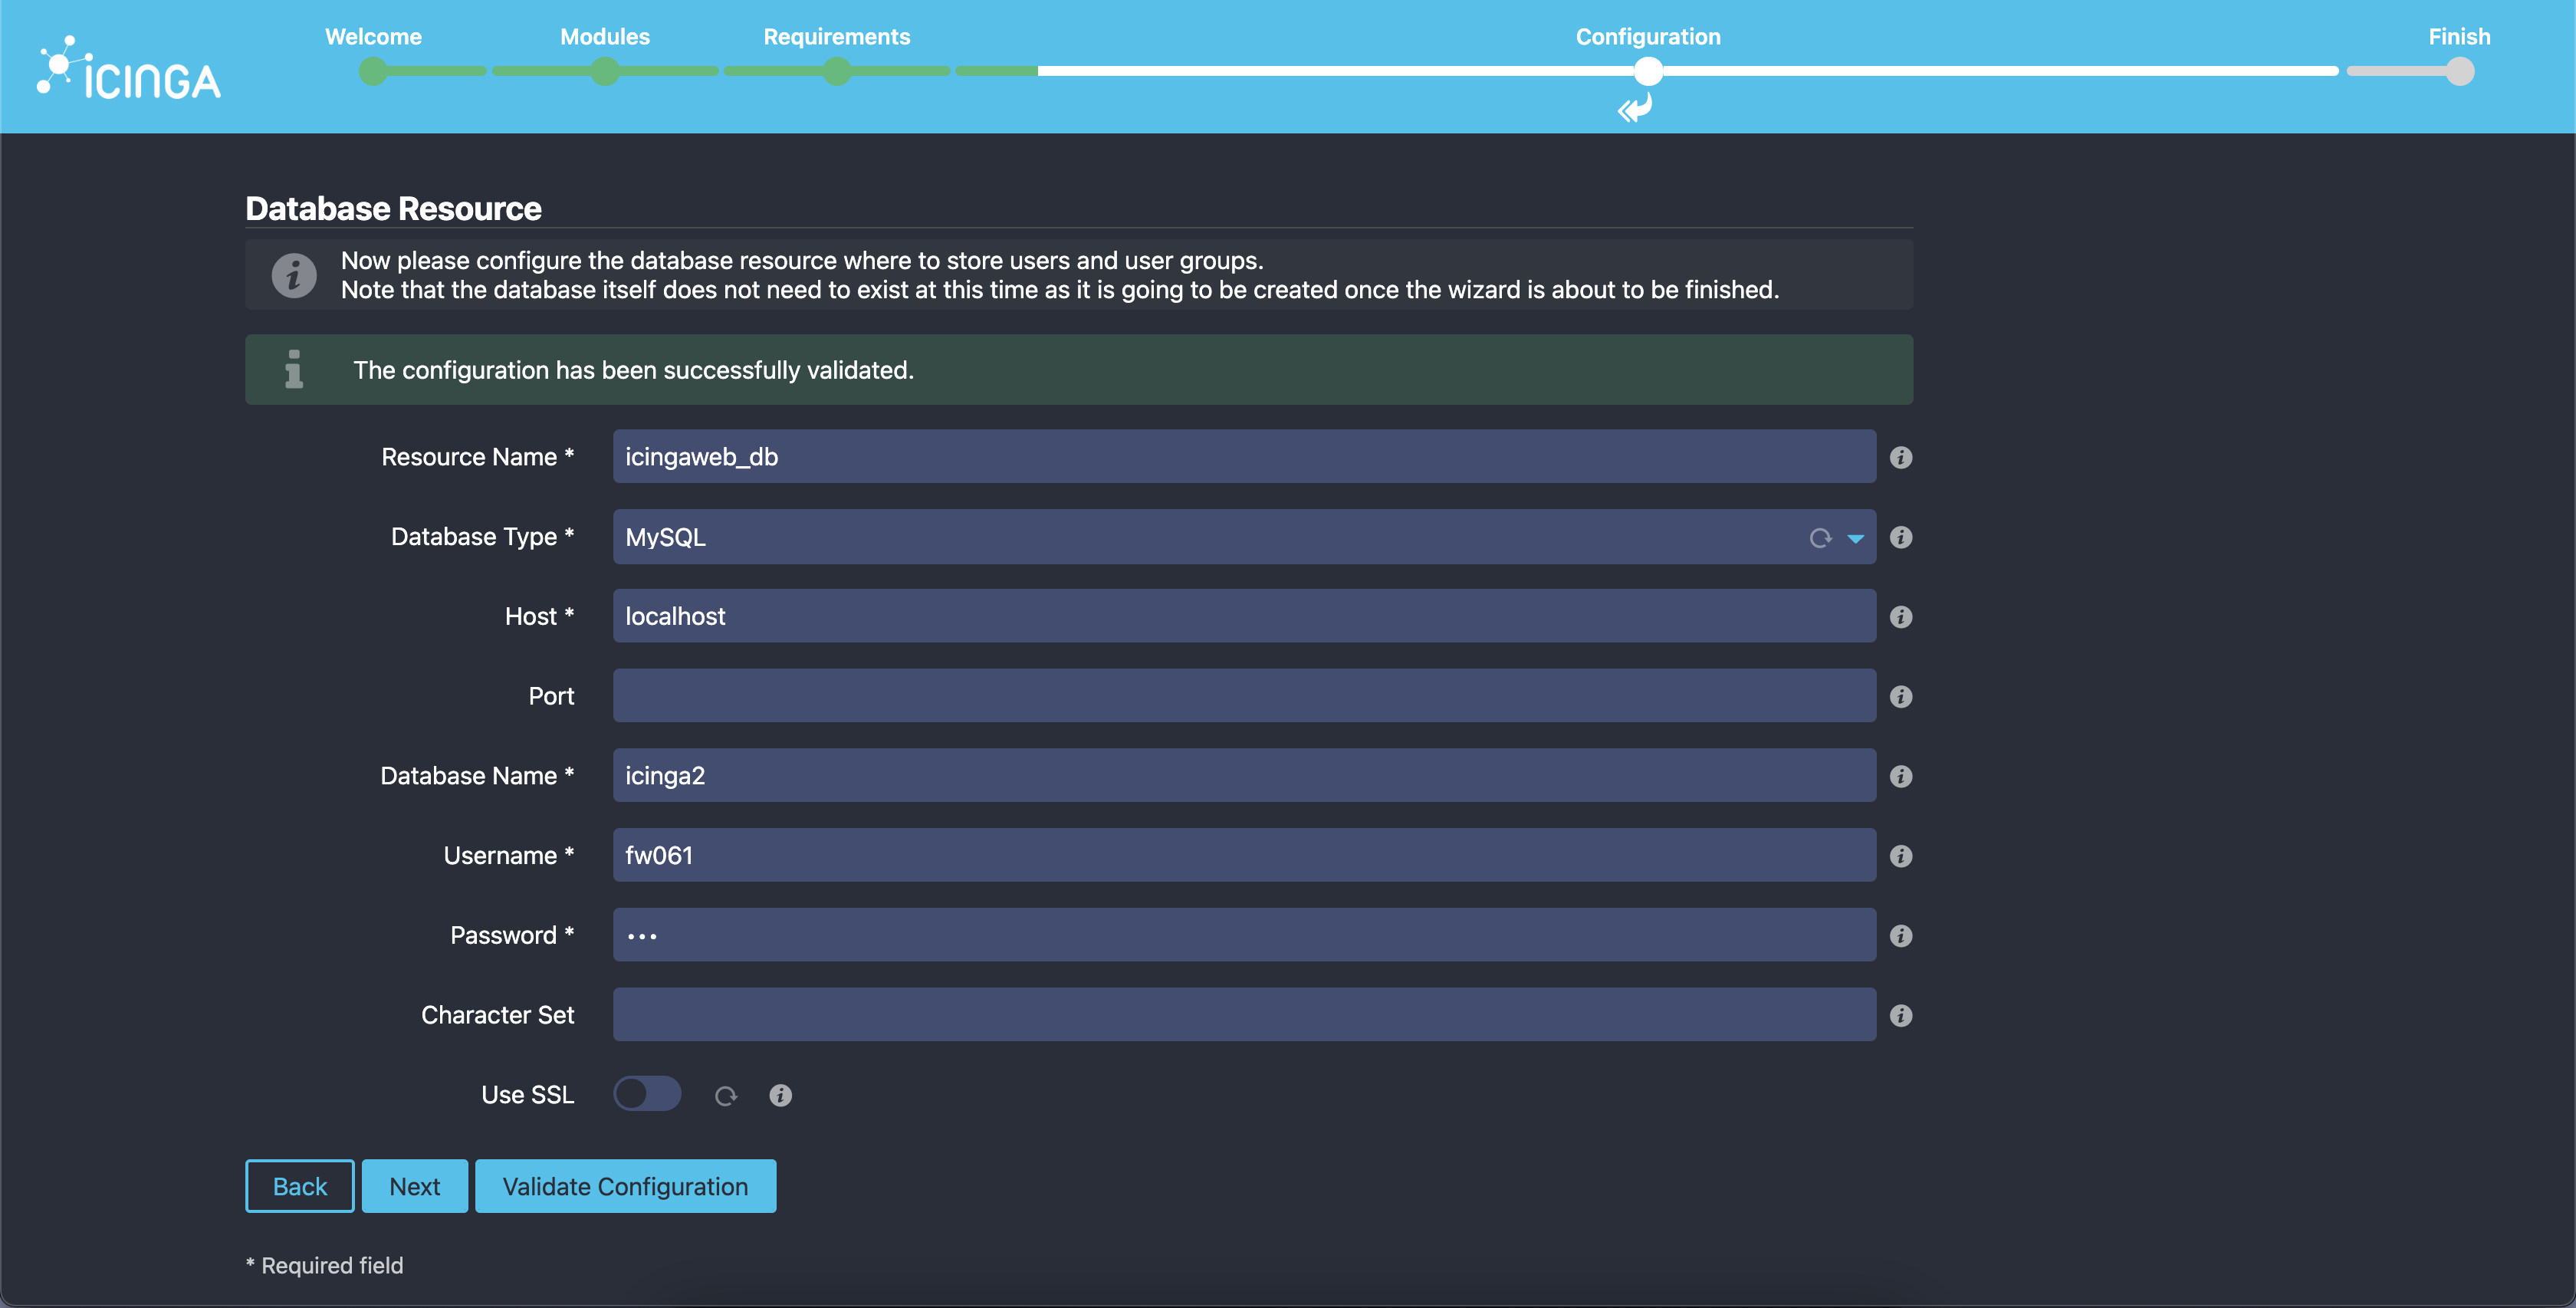 Welcome Modules Requirements Configuration Finish
ICINGA
Database Resource
Now please configure the database resource where to store users and user groups.
Note that the database itself does not need to exist at this time as it is going to be created once the wizard is about to be finished.
The configuration has been successfully validated.
Resource Name * icingaweb_db
Database Type * MySQL
Host * localhost
Port
Database Name * icinga2
Username * fw061
Password * •••
Character Set
Use SSL
Back Next Validate Configuration
* Required field